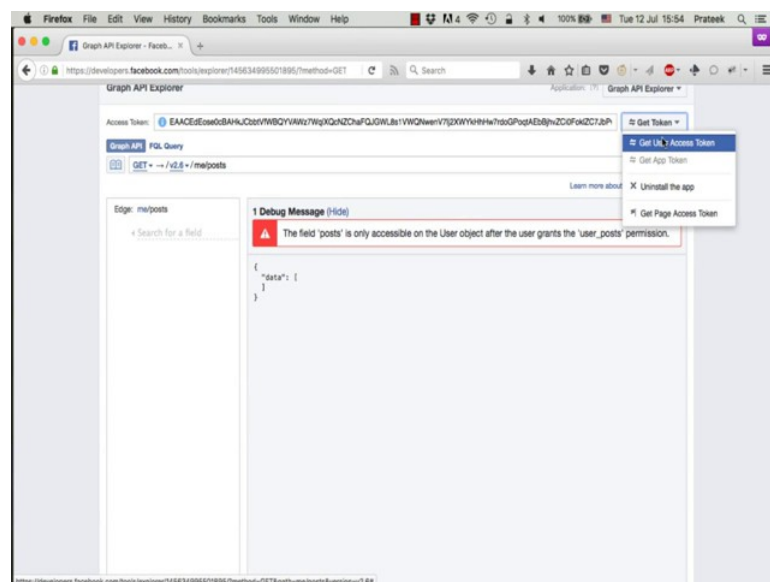 Firefox File Edit View History Bookmarks Tools Window Help 4 100% Tue 12 Jul 15:54 Prateek
Graph API Explorer - Faceb... × +
https://developers.facebook.com/tools/explorer/145634995501895/?method=GET Search
Graph API Explorer Application: [?] Graph API Explorer
Access Token: Get Token
Graph API FQL Query Get User Access Token
GET → /v2.6 /me/posts Get App Token
Learn more about Uninstall the app
Edge: me/posts 1 Debug Message (Hide) Get Page Access Token
Search for a field The field 'posts' is only accessible on the User object after the user grants the 'user_posts' permission.
{
"data": [
]
}